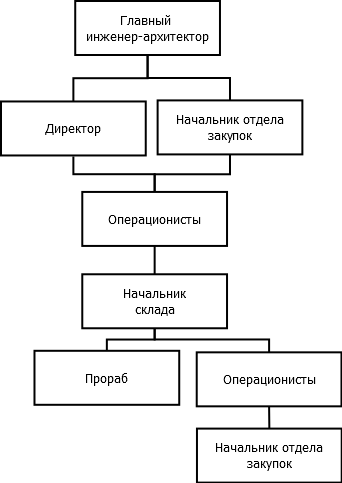 Главный
инженер-архитектор
Директор
Начальник отдела
закупок
Операционисты
Начальник
склада
Прораб
Операционисты
Начальник отдела
закупок